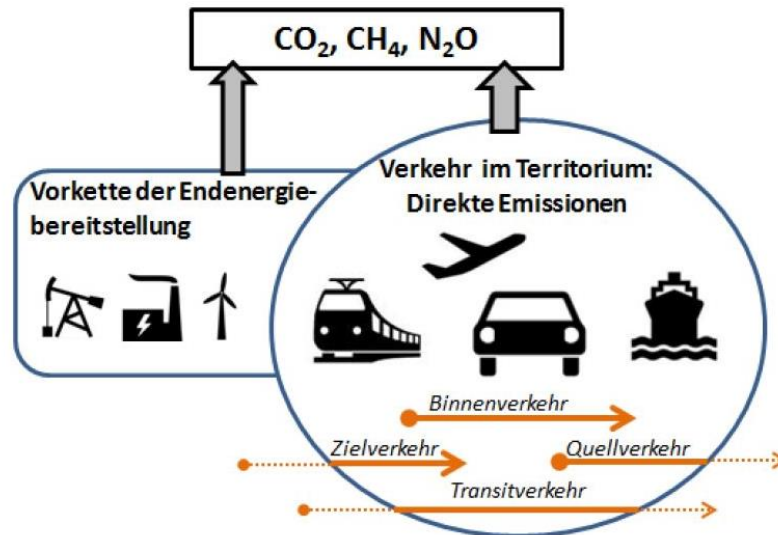 CO₂, CH₄, N₂O
Vorkette der Endenergie-
bereitstellung
Verkehr im Territorium:
Direkte Emissionen
Binnenverkehr
Zielverkehr
Quellverkehr
Transitverkehr